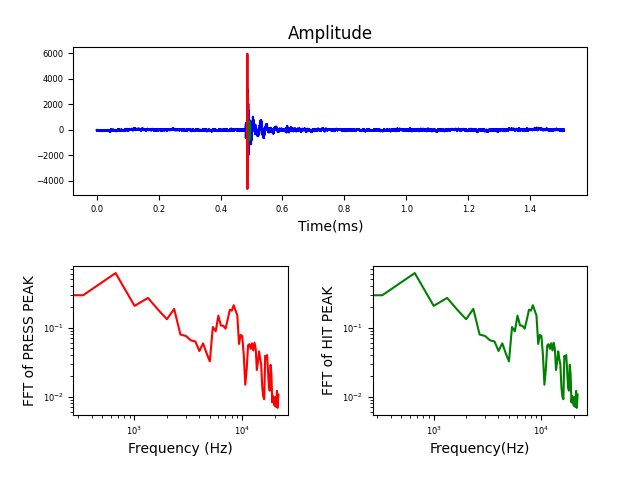 Amplitude
6000
4000
2000
0
−2000
−4000
0.0 0.2 0.4 0.6 0.8 1.0 1.2 1.4
Time(ms)
FFT of PRESS PEAK
10⁻¹
10⁻²
10³ 10⁴
Frequency (Hz)
FFT of HIT PEAK
10⁻¹
10⁻²
10³ 10⁴
Frequency(Hz)